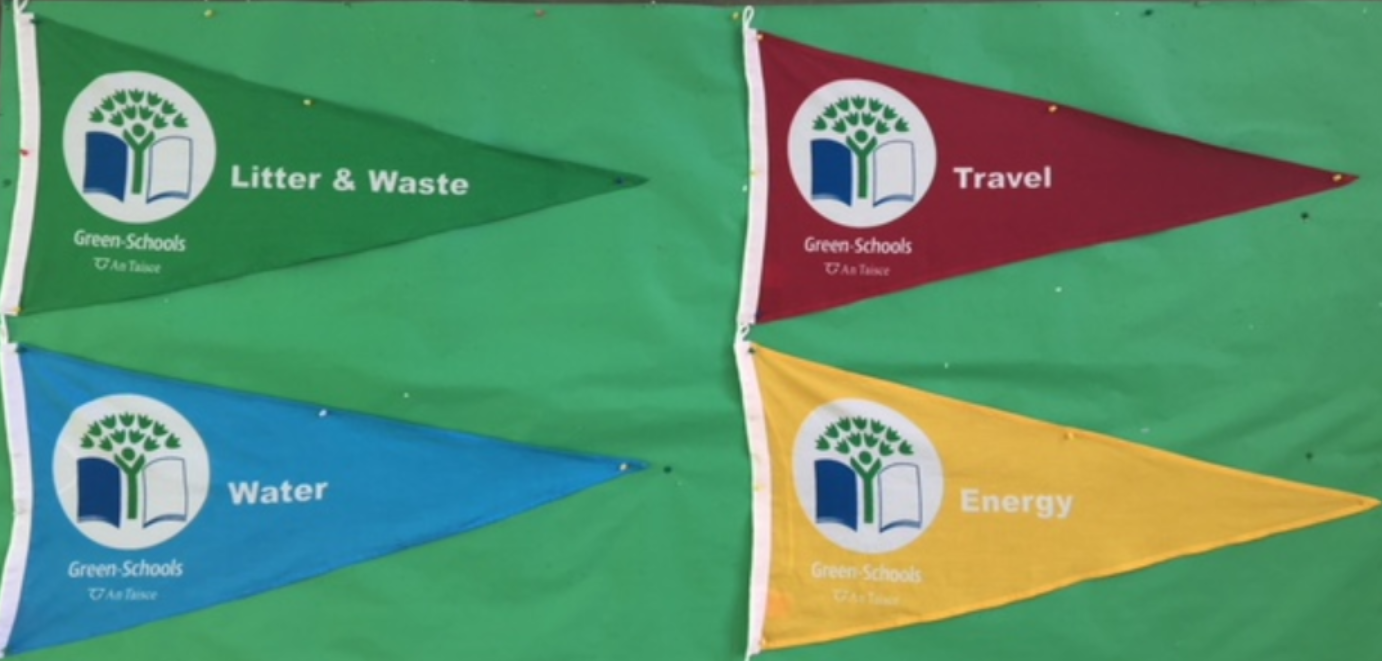 Litter & Waste
Green-Schools
An Taisce
Travel
Green-Schools
An Taisce
Water
Green-Schools
An Taisce
Energy
Green-Schools
An Taisce